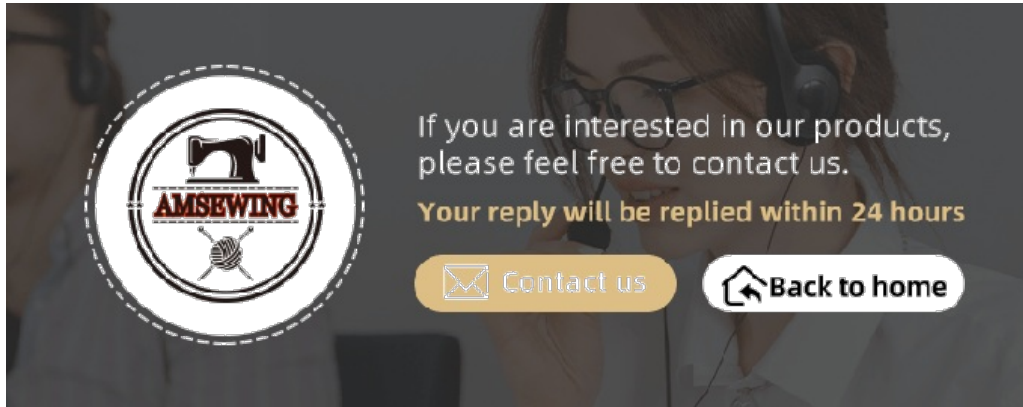 AMSEWING
If you are interested in our products,
please feel free to contact us.
Your reply will be replied within 24 hours
Contact us
Back to home